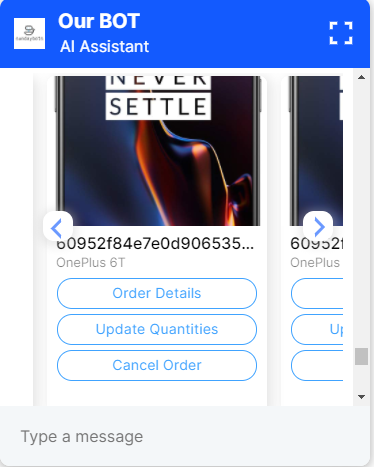 Our BOT
AI Assistant
NEVER
SETTLE
60952f84e7e0d906535...
OnePlus 6T
Order Details
Update Quantities
Cancel Order
60952f
OnePlus 6T
Up
Type a message